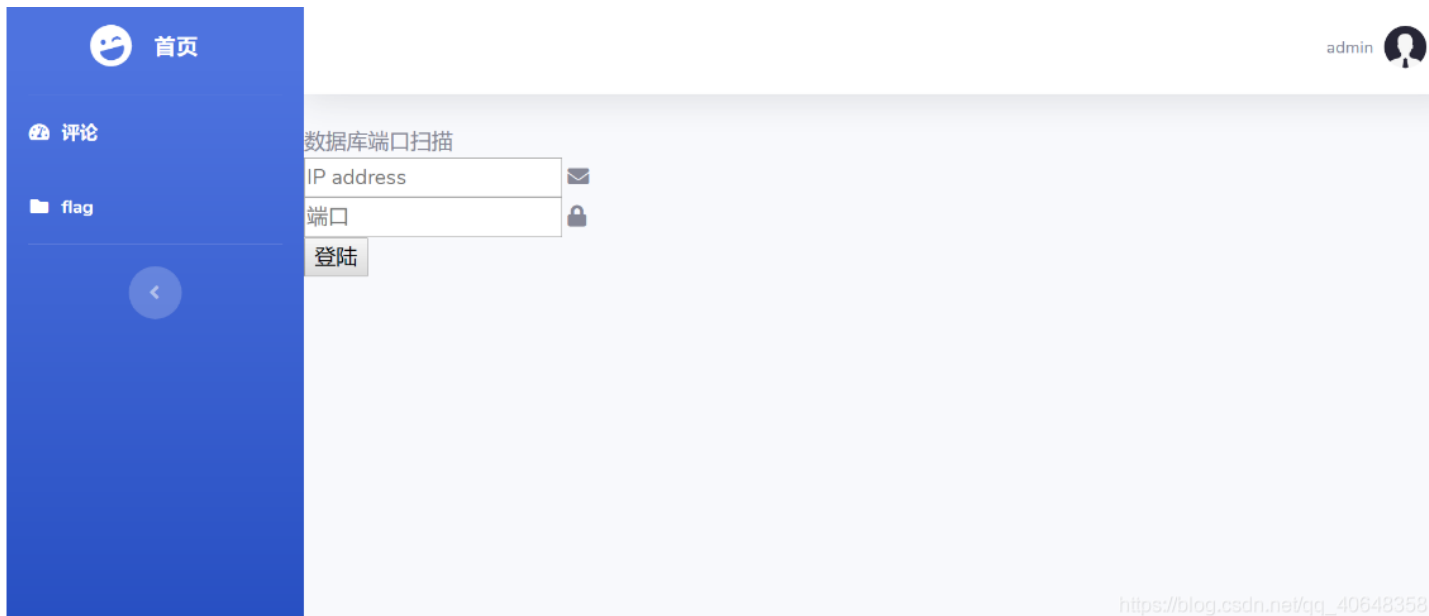 首页
admin
评论
flag
数据库端口扫描
IP address
端口
登陆
https://blog.csdn.net/qq_40648358